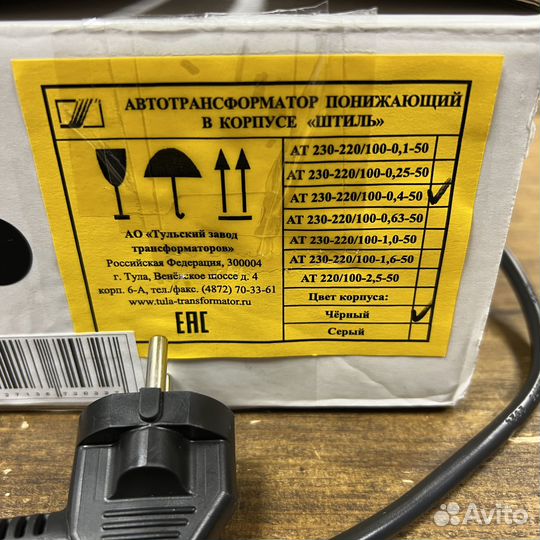 АВТОТРАНСФОРМАТОР ПОНИЖАЮЩИЙ
В КОРПУСЕ «ШТИЛЬ»
АО «Тульский завод
трансформаторов»
Российская Федерация, 300004
г. Тула, Венёвское шоссе д. 4
корп. 6-А, тел./факс. (4872) 70-33-61
www.tula-transformator.ru
EAC
АТ 230-220/100-0,1-50
АТ 230-220/100-0,25-50
АТ 230-220/100-0,4-50
АТ 230-220/100-0,63-50
АТ 230-220/100-1,0-50
АТ 230-220/100-1,6-50
АТ 220/100-2,5-50
Цвет корпуса:
Чёрный
Серый
Avito